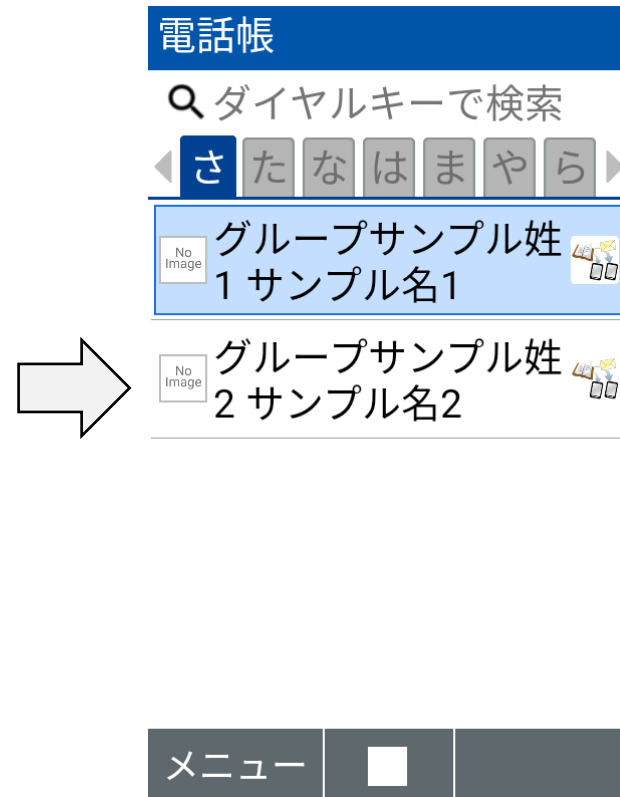 電話帳
ダイヤルキーで検索
さ た な は ま や ら
No
Image
グループサンプル姓
1 サンプル名1
No
Image
グループサンプル姓
2 サンプル名2
メニュー